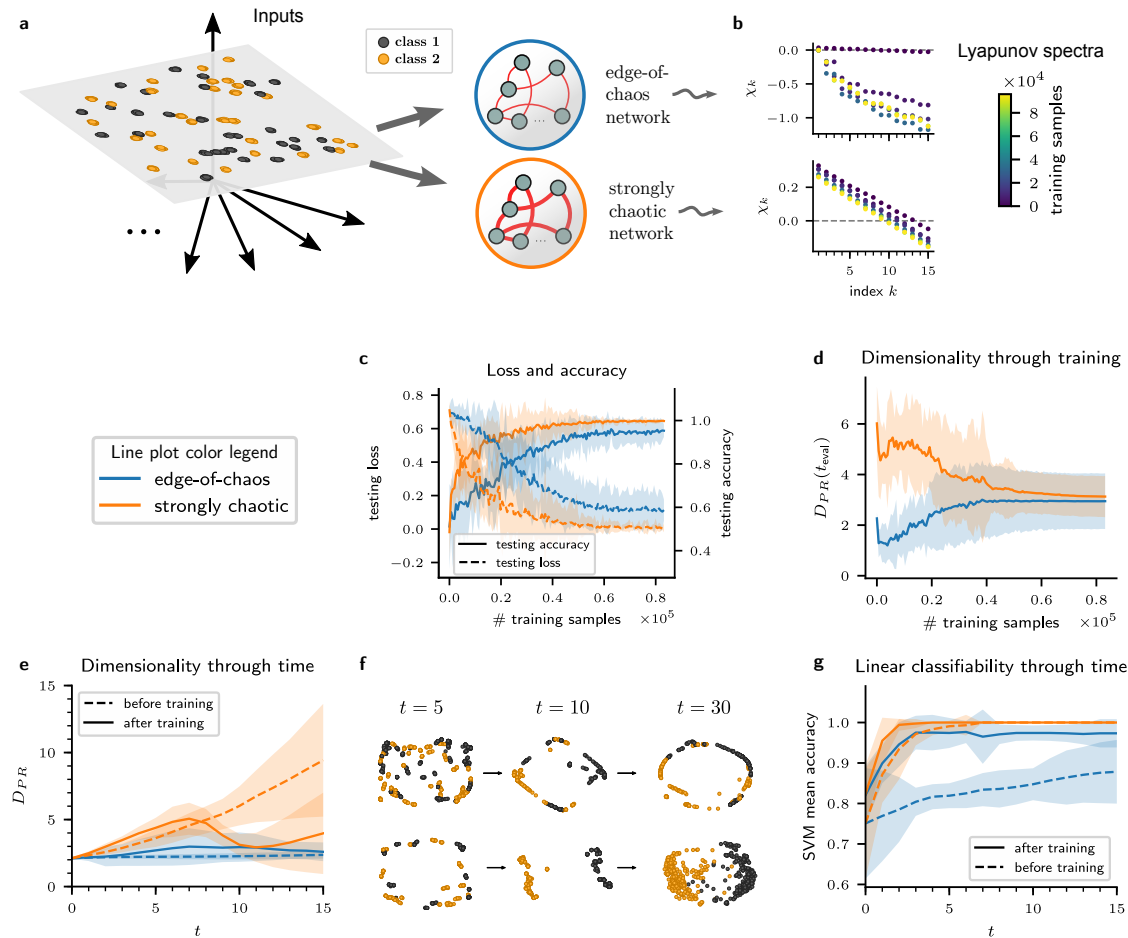 a
Inputs
class 1
class 2
edge-of-
chaos
network
strongly
chaotic
network
b
Lyapunov spectra
χk
0.0
−0.5
−1.0
χk
0.2
0.0
5 10 15
index k
×10⁴
8
6
4
2
0
training samples
Line plot color legend
edge-of-chaos
strongly chaotic
c
Loss and accuracy
testing loss
0.8
0.6
0.4
0.2
0.0
−0.2
1.0
0.8
0.6
0.4
testing accuracy
testing accuracy
testing loss
0.0 0.2 0.4 0.6 0.8
# training samples ×10⁵
d
Dimensionality through training
D_PR(t_eval)
6
4
2
0
0.0 0.2 0.4 0.6 0.8
# training samples ×10⁵
e
Dimensionality through time
D_PR
15
10
5
0
before training
after training
0 5 10 15
t
f
t = 5 t = 10 t = 30
g
Linear classifiability through time
SVM mean accuracy
1.0
0.9
0.8
0.7
0.6
after training
before training
0 5 10 15
t